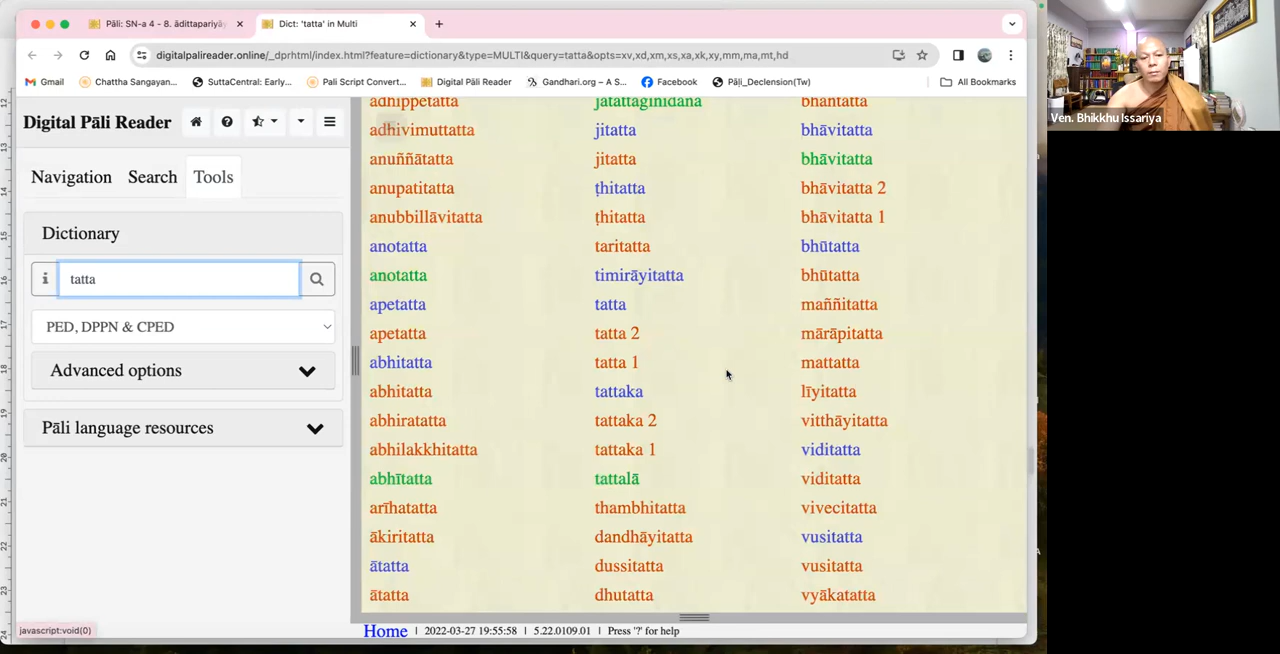 Pāli: SN-a 4 - 8. ādittapariyāy
Dict: 'tatta' in Multi
digitalpalireader.online/_dprhtml/index.html?feature=dictionary&type=MULTI&query=tatta&opts=xv,xd,xm,xs,xa,xk,xy,mm,ma,mt,hd
Gmail
Chattha Sangayan...
SuttaCentral: Early...
Pali Script Convert...
Digital Pāli Reader
Gandhari.org – A S...
Facebook
Pāḷi_Declension(Tw)
All Bookmarks
Ven. Bhikkhu Issariya
Digital Pāli Reader
Navigation Search Tools
Dictionary
tatta
PED, DPPN & CPED
Advanced options
Pāli language resources
adhippetatta
adhivimuttatta
anuññātatta
anupatitatta
anubbillāvitatta
anotatta
anotatta
apetatta
apetatta
abhitatta
abhitatta
abhiratatta
abhilakkhitatta
abhītatta
arīhatatta
ākiritatta
ātatta
ātatta
jatattaginidāna
jitatta
jitatta
ṭhitatta
ṭhitatta
taritatta
timirāyitatta
tatta
tatta 2
tatta 1
tattaka
tattaka 2
tattaka 1
tattalā
thambhitatta
dandhāyitatta
dussitatta
dhutatta
bhantatta
bhāvitatta
bhāvitatta
bhāvitatta 2
bhāvitatta 1
bhūtatta
bhūtatta
maññitatta
mārāpitatta
mattatta
līyitatta
vitthāyitatta
viditatta
viditatta
vivecitatta
vusitatta
vusitatta
vyākatatta
javascript:void(0)
Home | 2022-03-27 19:55:58 | 5.22.0109.01 | Press '?' for help